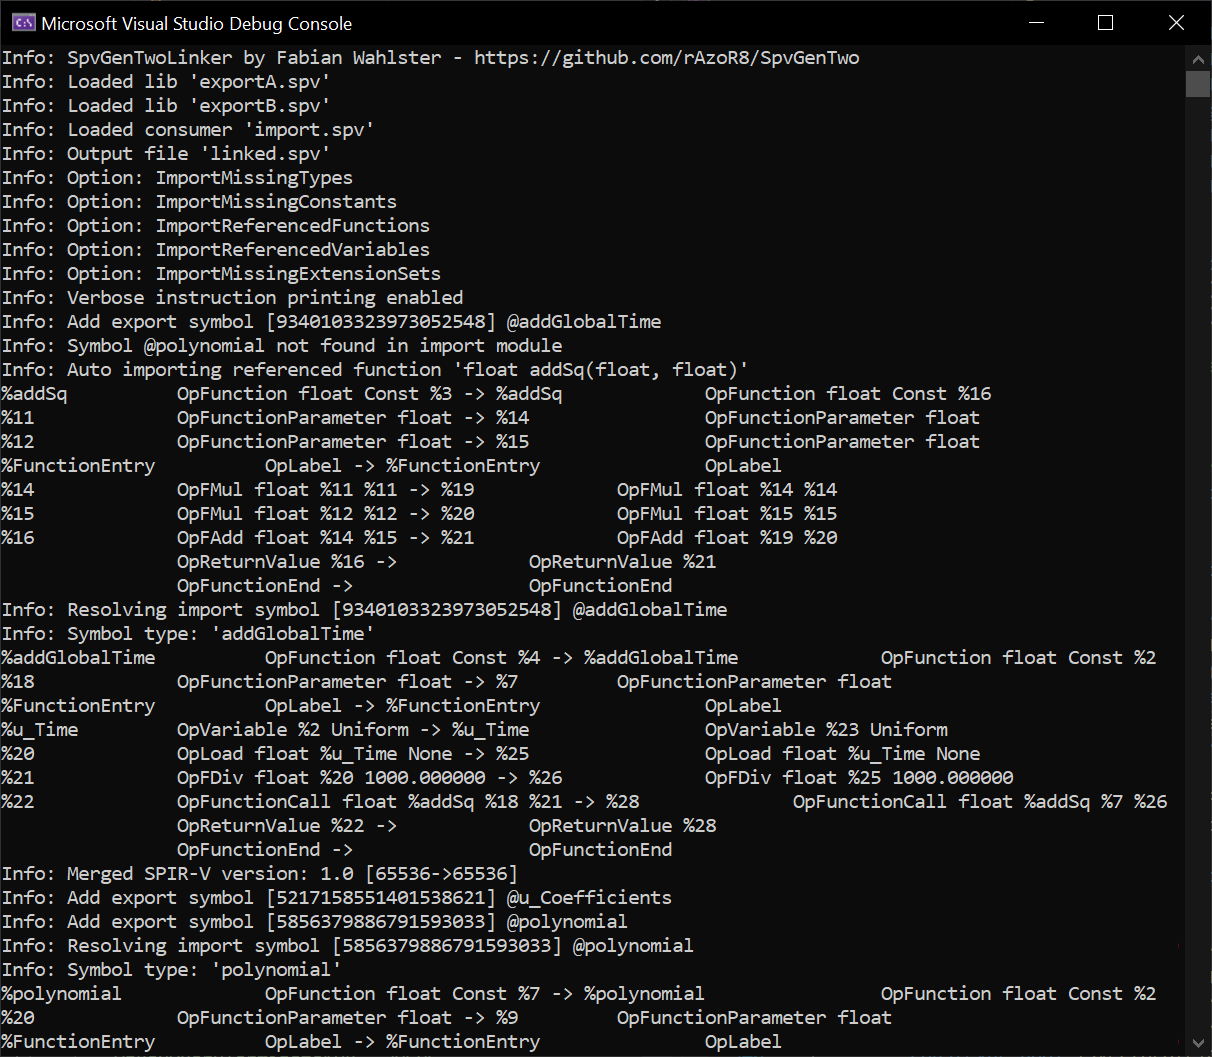 Microsoft Visual Studio Debug Console
Info: SpvGenTwoLinker by Fabian Wahlster - https://github.com/rAzoR8/SpvGenTwo
Info: Loaded lib 'exportA.spv'
Info: Loaded lib 'exportB.spv'
Info: Loaded consumer 'import.spv'
Info: Output file 'linked.spv'
Info: Option: ImportMissingTypes
Info: Option: ImportMissingConstants
Info: Option: ImportReferencedFunctions
Info: Option: ImportReferencedVariables
Info: Option: ImportMissingExtensionSets
Info: Verbose instruction printing enabled
Info: Add export symbol [9340103323973052548] @addGlobalTime
Info: Symbol @polynomial not found in import module
Info: Auto importing referenced function 'float addSq(float, float)'
%addSq          OpFunction float Const %3 -> %addSq             OpFunction float Const %16
%11             OpFunctionParameter float -> %14                OpFunctionParameter float
%12             OpFunctionParameter float -> %15                OpFunctionParameter float
%FunctionEntry          OpLabel -> %FunctionEntry               OpLabel
%14             OpFMul float %11 %11 -> %19             OpFMul float %14 %14
%15             OpFMul float %12 %12 -> %20             OpFMul float %15 %15
%16             OpFAdd float %14 %15 -> %21             OpFAdd float %19 %20
                OpReturnValue %16 ->            OpReturnValue %21
                OpFunctionEnd ->                OpFunctionEnd
Info: Resolving import symbol [9340103323973052548] @addGlobalTime
Info: Symbol type: 'addGlobalTime'
%addGlobalTime          OpFunction float Const %4 -> %addGlobalTime             OpFunction float Const %2
%18             OpFunctionParameter float -> %7         OpFunctionParameter float
%FunctionEntry          OpLabel -> %FunctionEntry               OpLabel
%u_Time         OpVariable %2 Uniform -> %u_Time                OpVariable %23 Uniform
%20             OpLoad float %u_Time None -> %25                OpLoad float %u_Time None
%21             OpFDiv float %20 1000.000000 -> %26             OpFDiv float %25 1000.000000
%22             OpFunctionCall float %addSq %18 %21 -> %28              OpFunctionCall float %addSq %7 %26
                OpReturnValue %22 ->            OpReturnValue %28
                OpFunctionEnd ->                OpFunctionEnd
Info: Merged SPIR-V version: 1.0 [65536->65536]
Info: Add export symbol [5217158551401538621] @u_Coefficients
Info: Add export symbol [5856379886791593033] @polynomial
Info: Resolving import symbol [5856379886791593033] @polynomial
Info: Symbol type: 'polynomial'
%polynomial             OpFunction float Const %7 -> %polynomial                OpFunction float Const %2
%20             OpFunctionParameter float -> %9         OpFunctionParameter float
%FunctionEntry          OpLabel -> %FunctionEntry               OpLabel